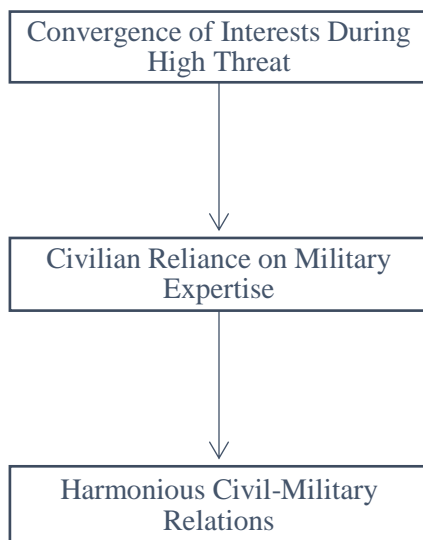 Convergence of Interests During
High Threat
Civilian Reliance on Military
Expertise
Harmonious Civil-Military
Relations